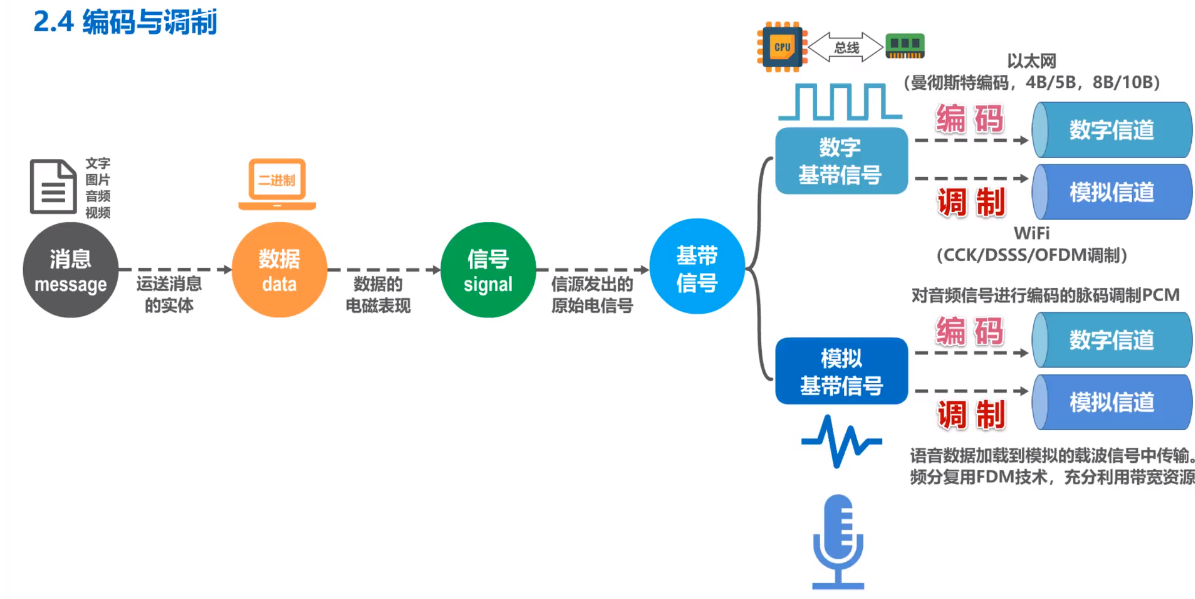 2.4 编码与调制
文字
图片
音频
视频
消息
message
运送消息
的实体
二进制
数据
data
数据的
电磁表现
信号
signal
信源发出的
原始电信号
基带
信号
CPU
总线
数字
基带信号
以太网
（曼彻斯特编码，4B/5B，8B/10B）
编 码
数字信道
调 制
模拟信道
WiFi
（CCK/DSSS/OFDM调制）
模拟
基带信号
对音频信号进行编码的脉码调制PCM
编 码
数字信道
调 制
模拟信道
语音数据加载到模拟的载波信号中传输。
频分复用FDM技术，充分利用带宽资源